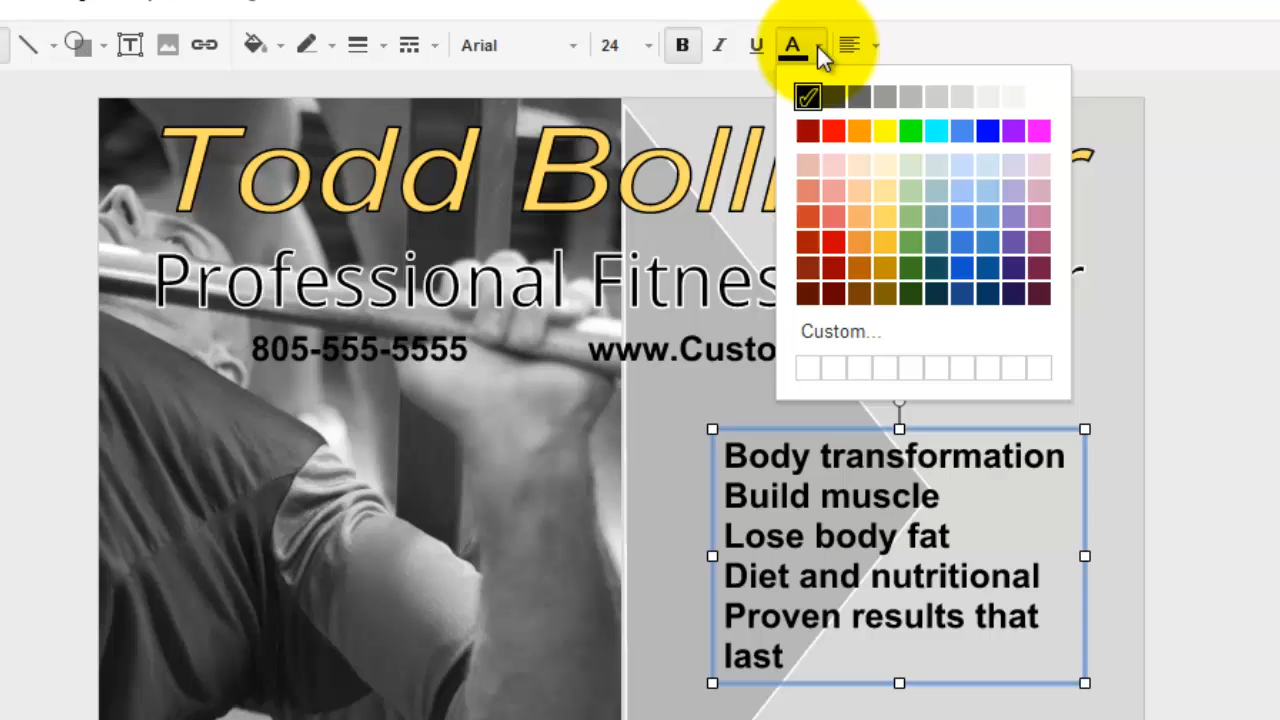 Arial 24 B I U A
Custom...
Todd Boll
Professional Fitnes
805-555-5555 www.Custo
Body transformation
Build muscle
Lose body fat
Diet and nutritional
Proven results that
last